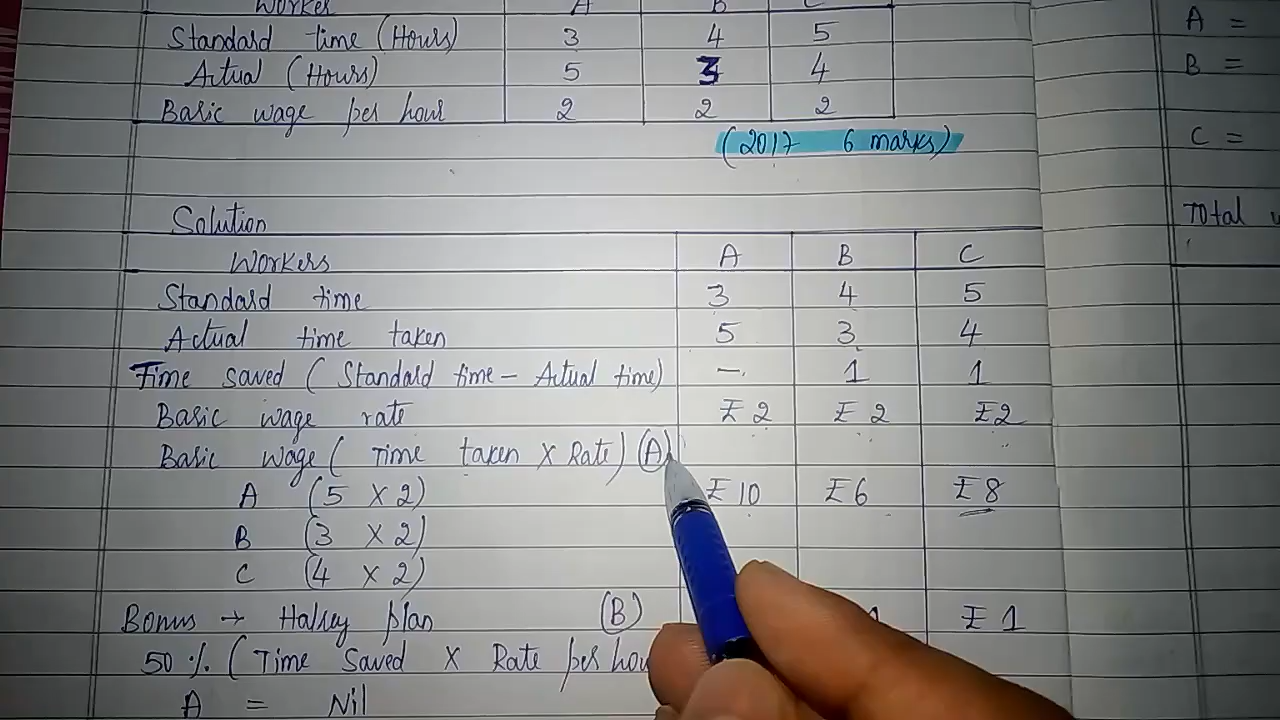 Worker A B C
Standard time (Hours) 3 4 5
Actual (Hours) 5 3 4
Basic wage per hour 2 2 2
(2017 6 marks)
Solution
Workers A B C
Standard time 3 4 5
Actual time taken 5 3 4
Time saved ( Standard time - Actual time) — 1 1
Basic wage rate ₹ 2 ₹ 2 ₹2
Basic wage ( Time taken X Rate) (A)
A (5 X 2) ₹ 10 ₹ 6 ₹ 8
B (3 X 2)
C (4 X 2)
Bonus → Halsey plan (B) 1 ₹ 1
50 % ( Time Saved X Rate per hou
A = Nil
A =
B =
C =
Total